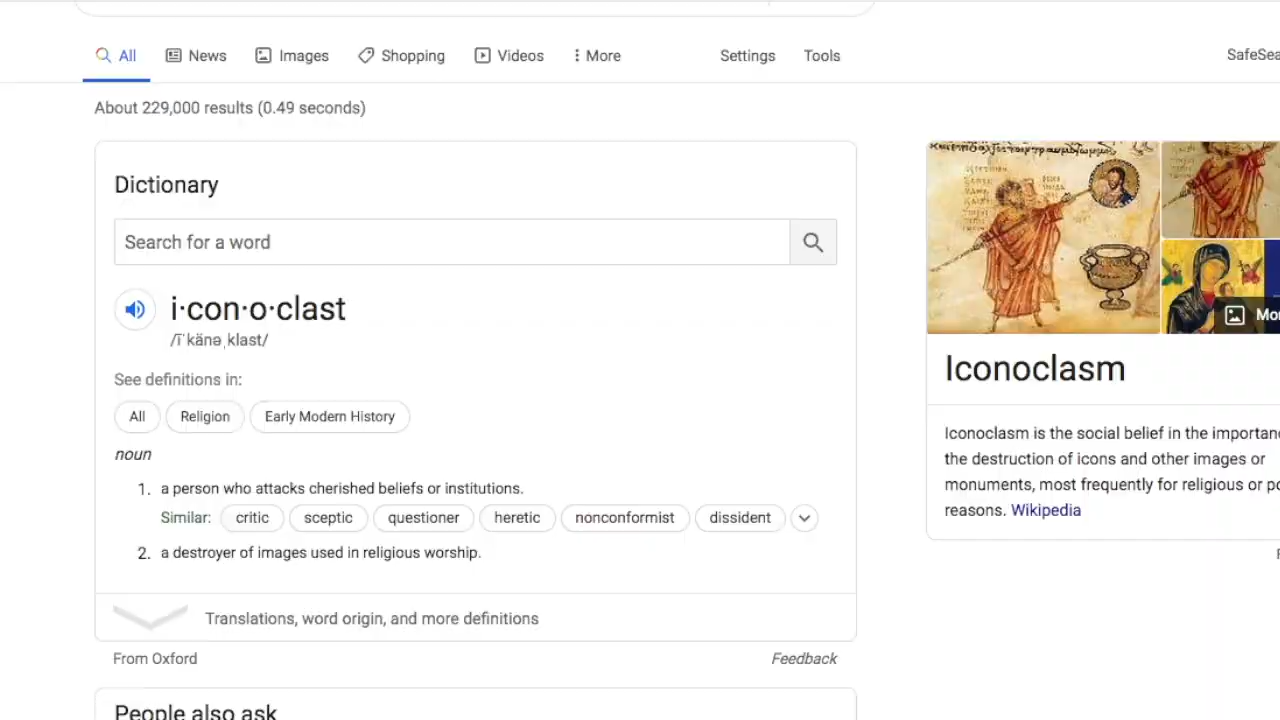 All News Images Shopping Videos More Settings Tools
About 229,000 results (0.49 seconds)
Dictionary
Search for a word
i·con·o·clast
/īˈkänəˌklast/
See definitions in:
All Religion Early Modern History
noun
1. a person who attacks cherished beliefs or institutions.
Similar: critic sceptic questioner heretic nonconformist dissident
2. a destroyer of images used in religious worship.
Translations, word origin, and more definitions
From Oxford Feedback
People also ask
Iconoclasm
Iconoclasm is the social belief in the
the destruction of icons and other images or
monuments, most frequently for religious or
reasons. Wikipedia